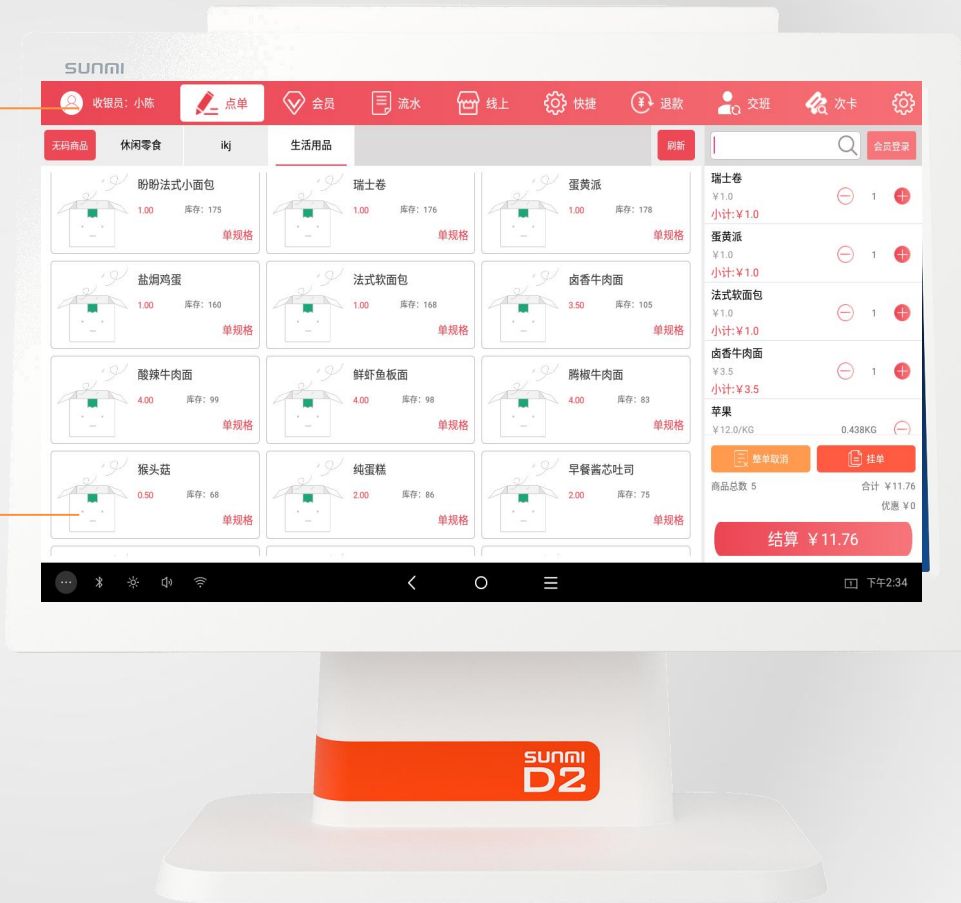 SUNMI
收银员：小陈 点单 会员 流水 线上 快捷 退款 交班 次卡
无码商品 休闲零食 ikj 生活用品 刷新 会员登录
盼盼法式小面包
1.00 库存：175
单规格
瑞士卷
1.00 库存：176
单规格
蛋黄派
1.00 库存：178
单规格
盐焗鸡蛋
1.00 库存：160
单规格
法式软面包
1.00 库存：168
单规格
卤香牛肉面
3.50 库存：105
单规格
酸辣牛肉面
4.00 库存：99
单规格
鲜虾鱼板面
4.00 库存：98
单规格
腾椒牛肉面
4.00 库存：83
单规格
猴头菇
0.50 库存：68
单规格
纯蛋糕
2.00 库存：86
单规格
早餐酱芯吐司
2.00 库存：75
单规格
瑞士卷
￥1.0 1
小计:￥1.0
蛋黄派
￥1.0 1
小计:￥1.0
法式软面包
￥1.0 1
小计:￥1.0
卤香牛肉面
￥3.5 1
小计:￥3.5
苹果
￥12.0/KG 0.438KG
整单取消 挂单
商品总数 5 合计 ￥11.76
优惠 ￥0
结算 ￥11.76
1 下午2:34
SUNMI
D2